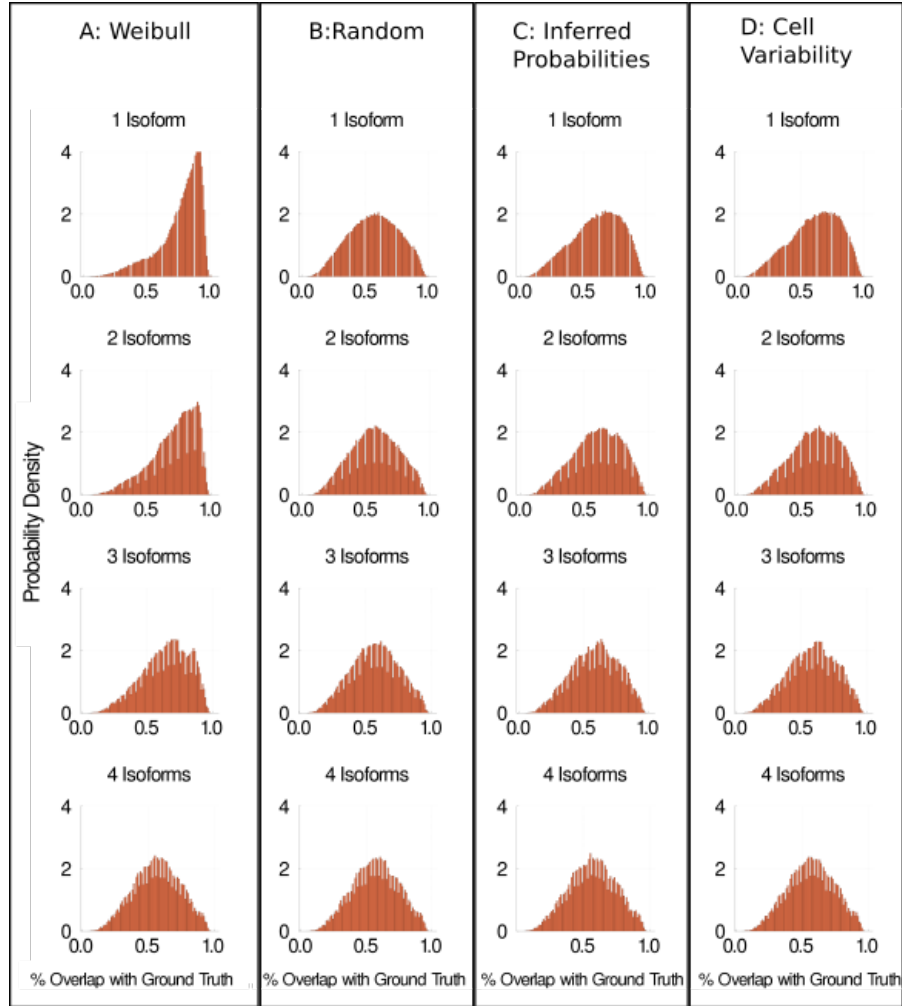 A: Weibull
B:Random
C: Inferred
Probabilities
D: Cell
Variability
1 Isoform
1 Isoform
1 Isoform
1 Isoform
4
2
0
0.0 0.5 1.0
4
2
0
0.0 0.5 1.0
4
2
0
0.0 0.5 1.0
4
2
0
0.0 0.5 1.0
2 Isoforms
2 Isoforms
2 Isoforms
2 Isoforms
4
2
0
0.0 0.5 1.0
4
2
0
0.0 0.5 1.0
4
2
0
0.0 0.5 1.0
4
2
0
0.0 0.5 1.0
Probability Density
3 Isoforms
3 Isoforms
3 Isoforms
3 Isoforms
4
2
0
0.0 0.5 1.0
4
2
0
0.0 0.5 1.0
4
2
0
0.0 0.5 1.0
4
2
0
0.0 0.5 1.0
4 Isoforms
4 Isoforms
4 Isoforms
4 Isoforms
4
2
0
0.0 0.5 1.0
4
2
0
0.0 0.5 1.0
4
2
0
0.0 0.5 1.0
4
2
0
0.0 0.5 1.0
% Overlap with Ground Truth
% Overlap with Ground Truth
% Overlap with Ground Truth
% Overlap with Ground Truth